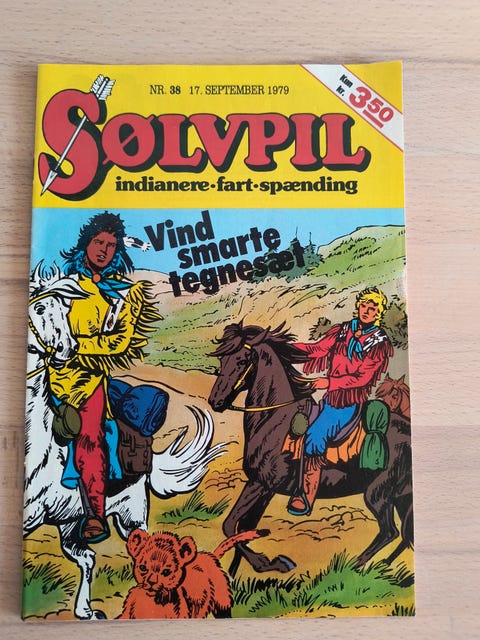 NR. 38 17. SEPTEMBER 1979
Kun
kr. 3.50
SØLVPIL
indianere•fart•spænding
Vind
smarte
tegnesæt